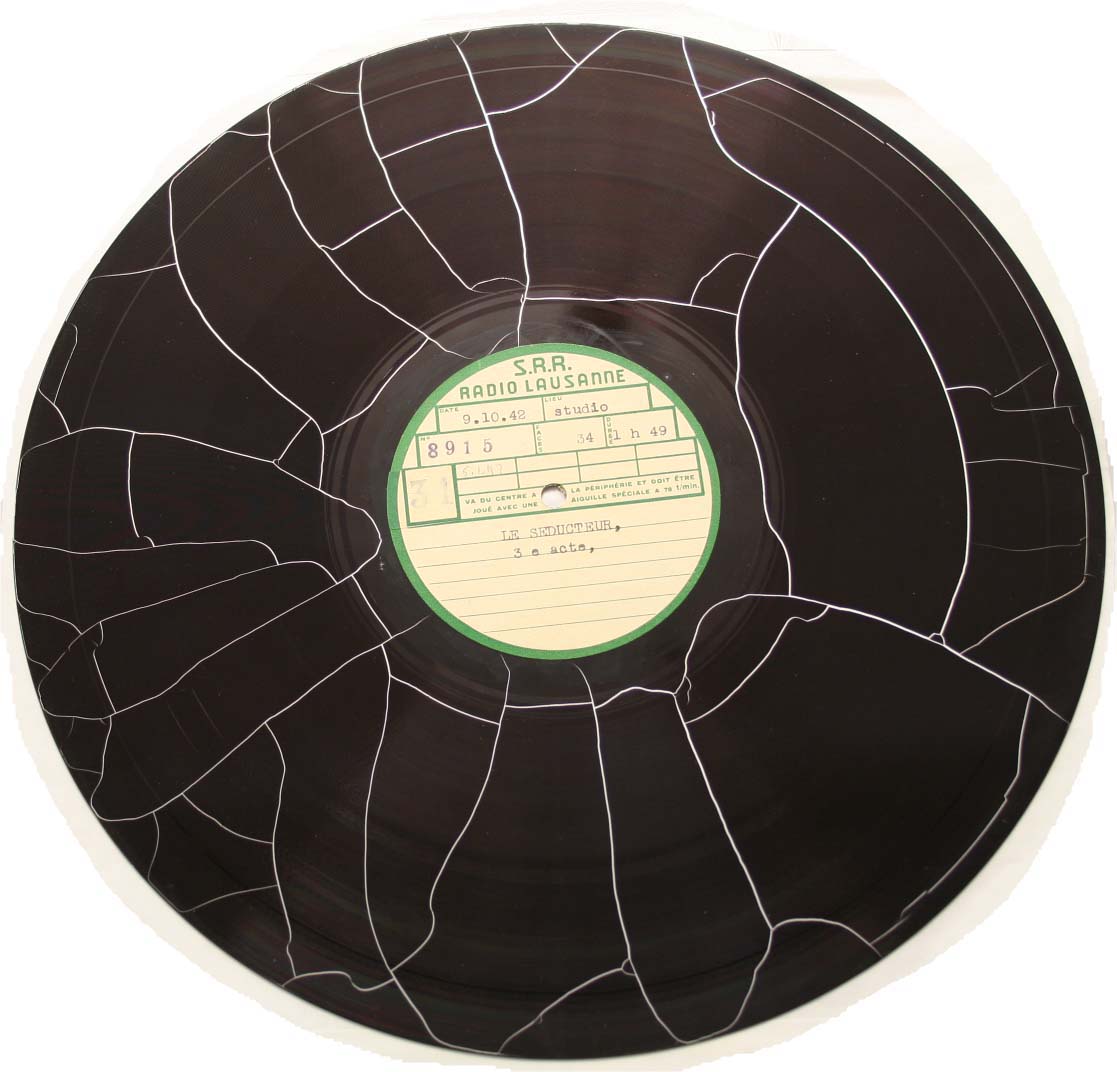 S.R.R.
RADIO LAUSANNE
DATE 9.10.42 LIEU studio
No 8915 FACES 34 DURÉE 1 h 49
31
VA DU CENTRE A LA PÉRIPHÉRIE ET DOIT ÊTRE
JOUÉ AVEC UNE AIGUILLE SPÉCIALE A 78 t/min.
LE SEDUCTEUR,
3 e acte,